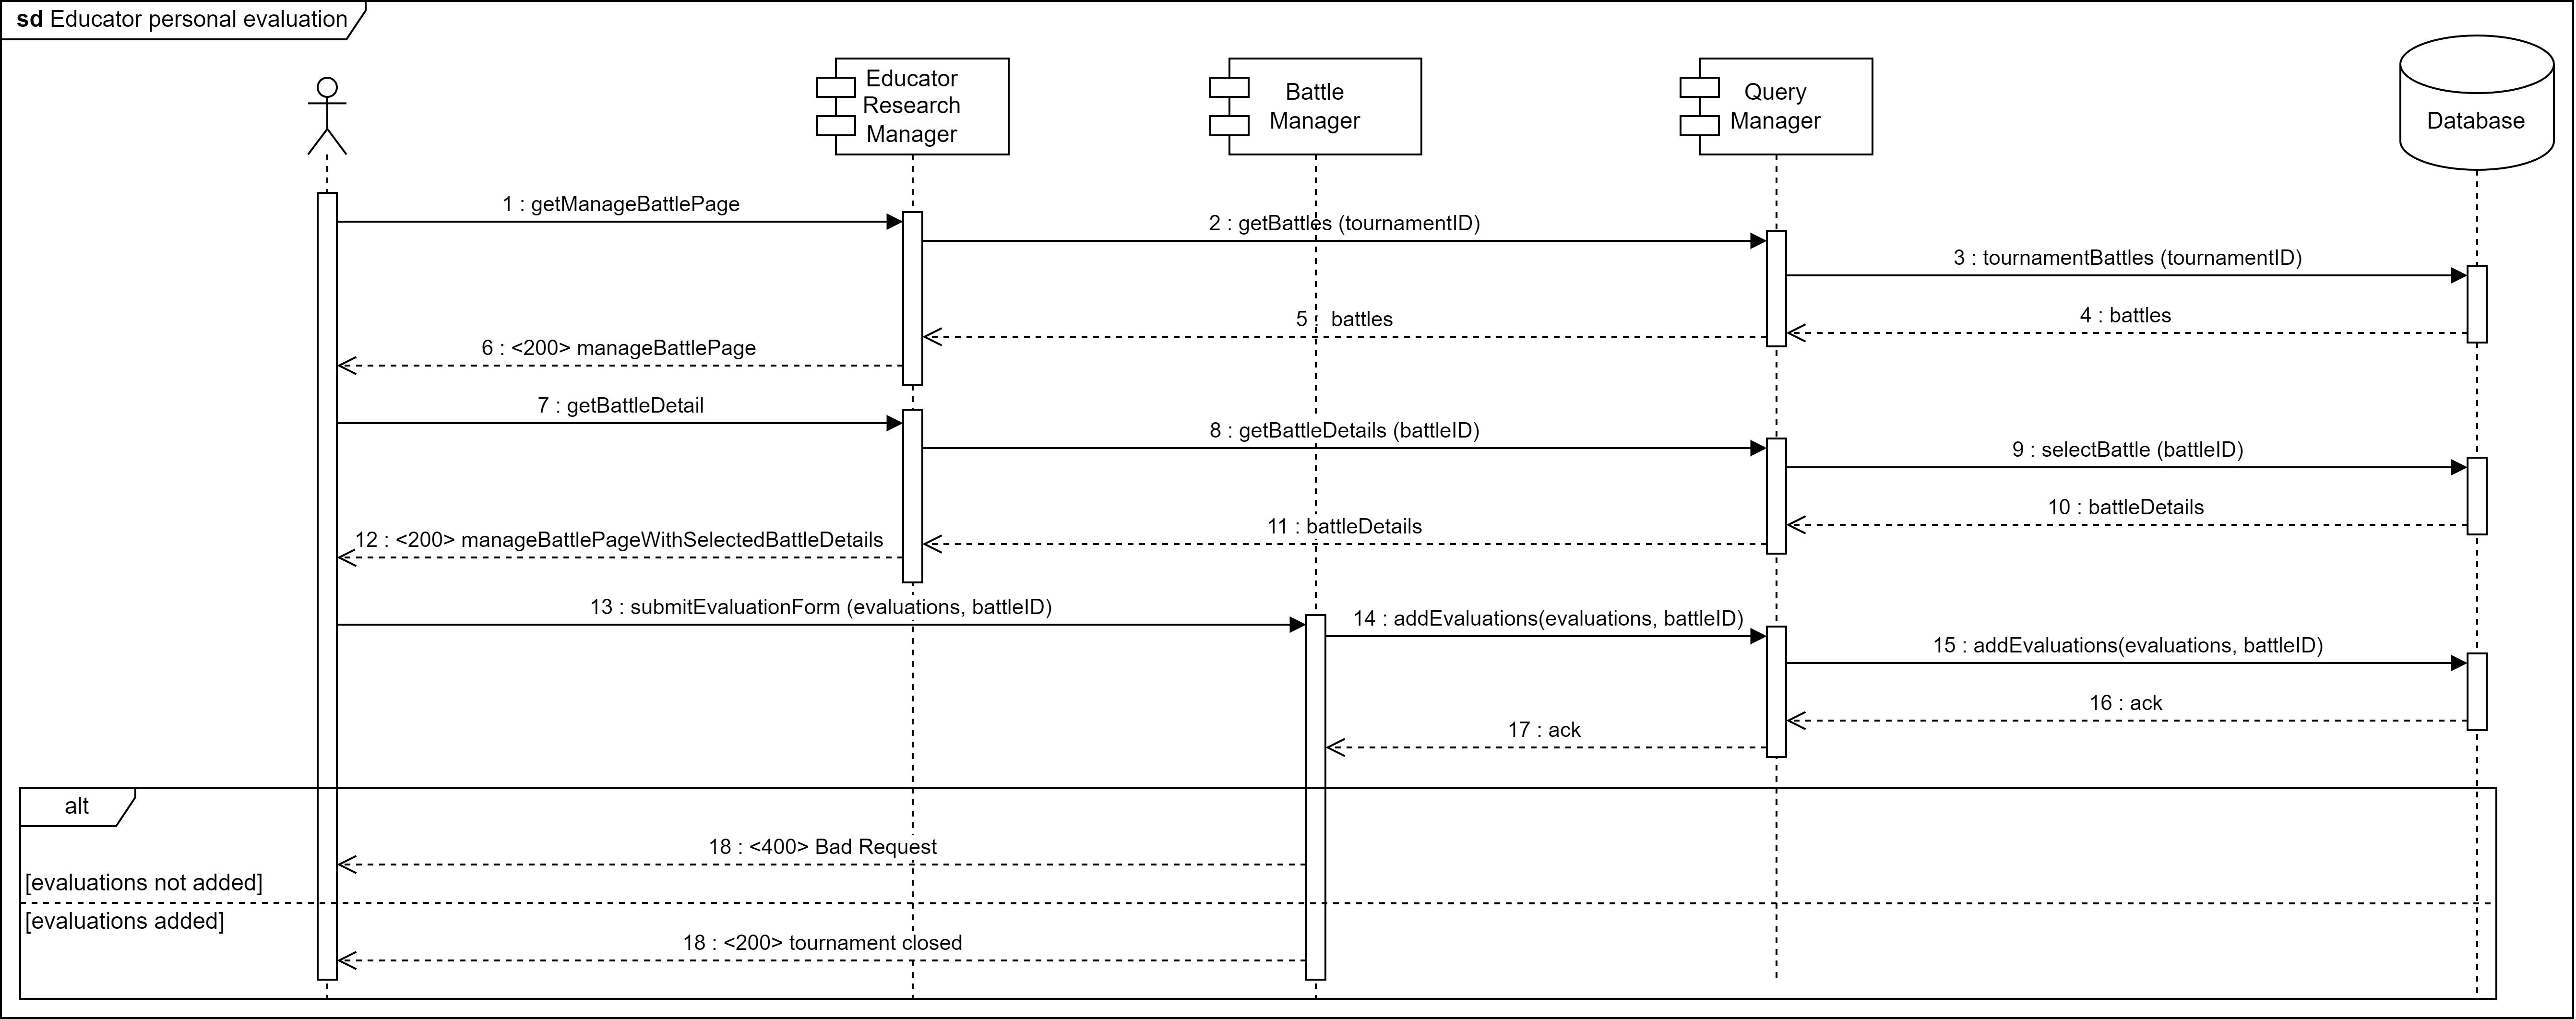 sd Educator personal evaluation
Educator
Research
Manager
Battle
Manager
Query
Manager
Database
1 : getManageBattlePage
2 : getBattles (tournamentID)
3 : tournamentBattles (tournamentID)
4 : battles
5 : battles
6 : <200> manageBattlePage
7 : getBattleDetail
8 : getBattleDetails (battleID)
9 : selectBattle (battleID)
10 : battleDetails
11 : battleDetails
12 : <200> manageBattlePageWithSelectedBattleDetails
13 : submitEvaluationForm (evaluations, battleID)
14 : addEvaluations(evaluations, battleID)
15 : addEvaluations(evaluations, battleID)
16 : ack
17 : ack
alt
18 : <400> Bad Request
[evaluations not added]
[evaluations added]
18 : <200> tournament closed